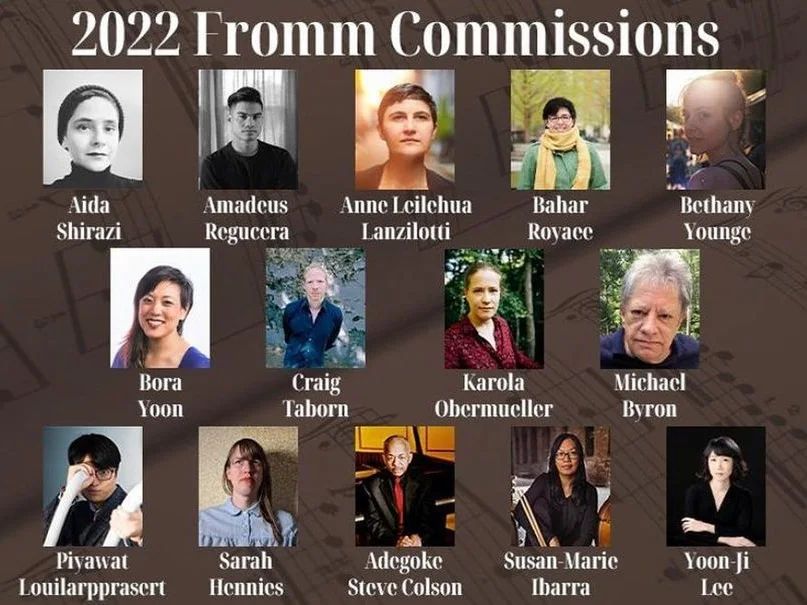 2022 Fromm Commissions
Aida
Shirazi
Amadeus
Regucera
Anne Leilehua
Lanzilotti
Bahar
Royaee
Bethany
Younge
Bora
Yoon
Craig
Taborn
Karola
Obermueller
Michael
Byron
Piyawat
Louilarpprasert
Sarah
Hennies
Adegoke
Steve Colson
Susan-Marie
Ibarra
Yoon-Ji
Lee